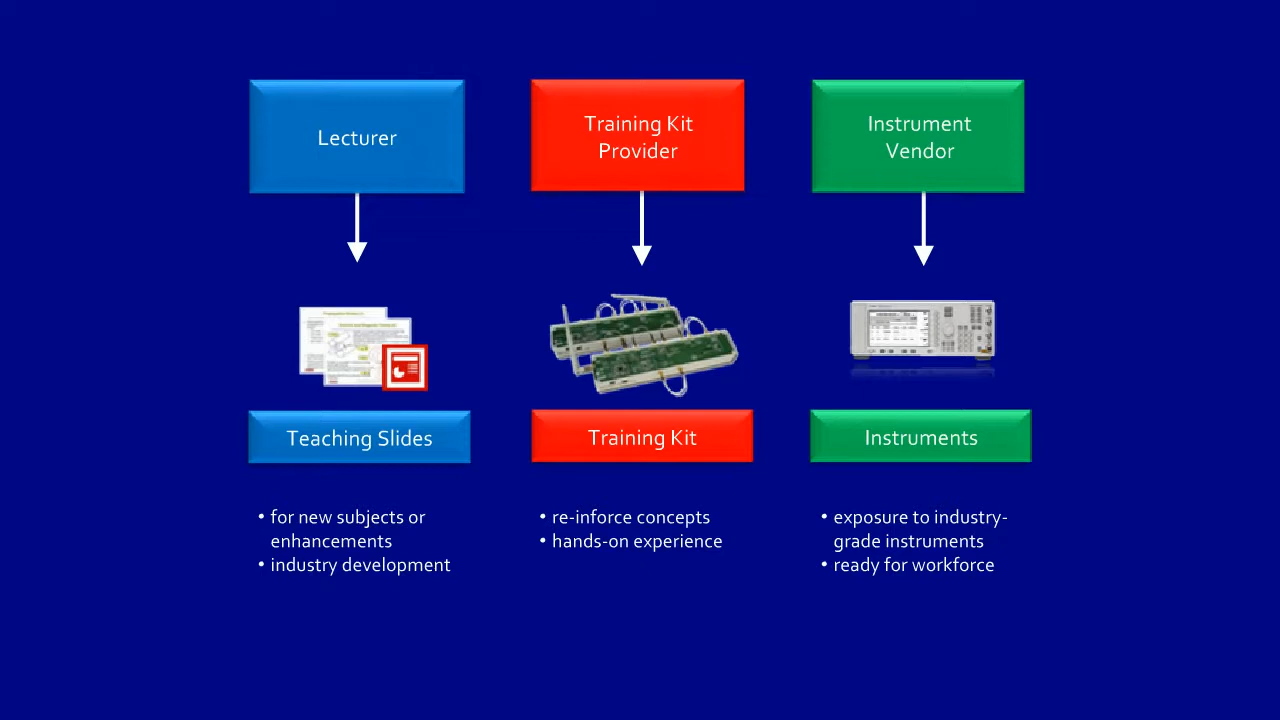 Lecturer
Training Kit
Provider
Instrument
Vendor
Teaching Slides
Training Kit
Instruments
• for new subjects or
enhancements
• industry development
• re-inforce concepts
• hands-on experience
• exposure to industry-
grade instruments
• ready for workforce